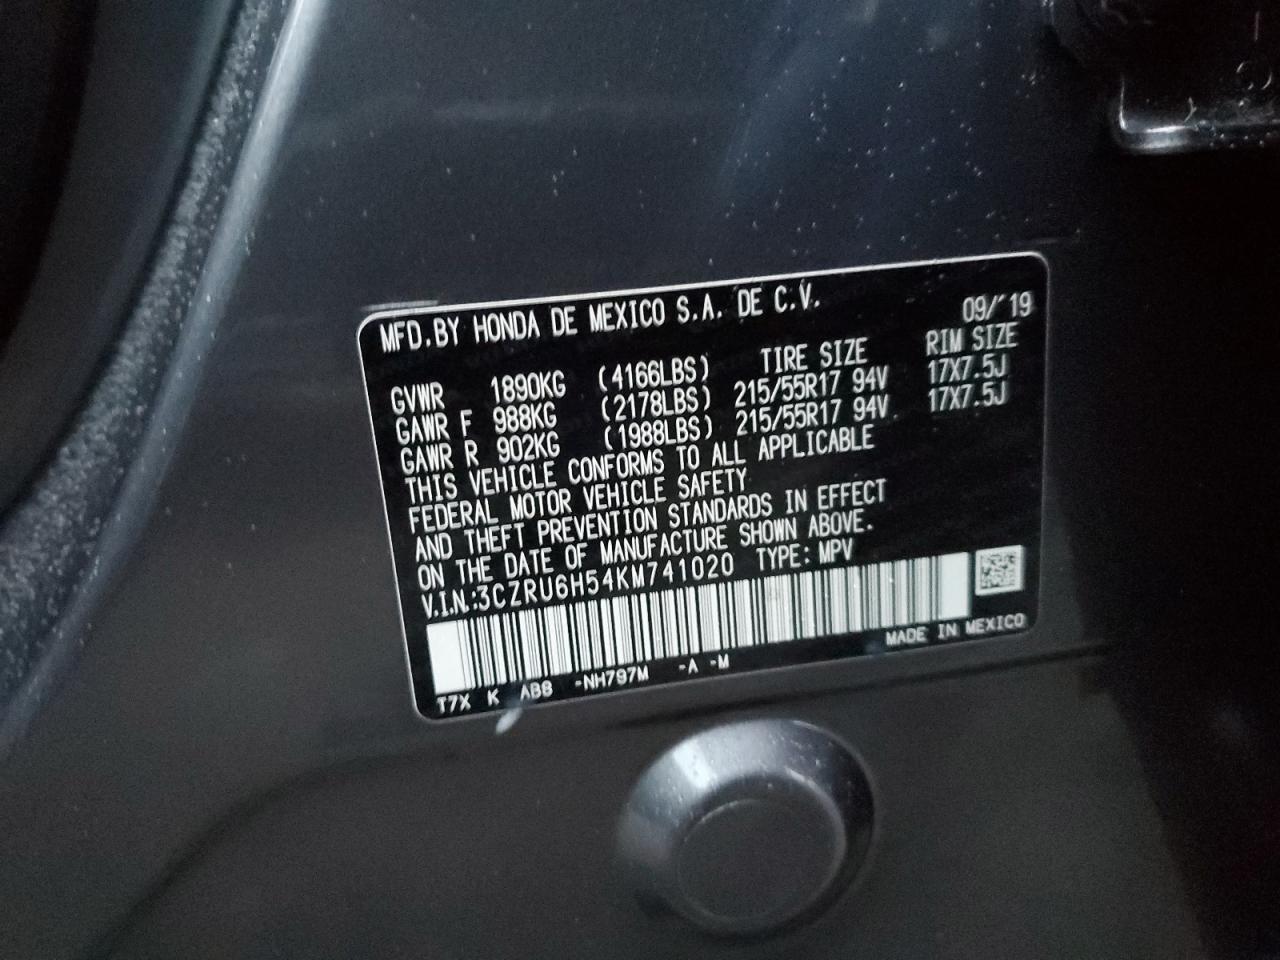 MFD.BY HONDA DE MEXICO S.A. DE C.V.
09/'19
TIRE SIZE RIM SIZE
GVWR 1890KG (4166LBS)
GAWR F 988KG (2178LBS) 215/55R17 94V 17X7.5J
GAWR R 902KG (1988LBS) 215/55R17 94V 17X7.5J
THIS VEHICLE CONFORMS TO ALL APPLICABLE
FEDERAL MOTOR VEHICLE SAFETY
AND THEFT PREVENTION STANDARDS IN EFFECT
ON THE DATE OF MANUFACTURE SHOWN ABOVE.
V.I.N.:3CZRU6H54KM741020 TYPE: MPV
MADE IN MEXICO
T7X K AB8 -NH797M -A -M